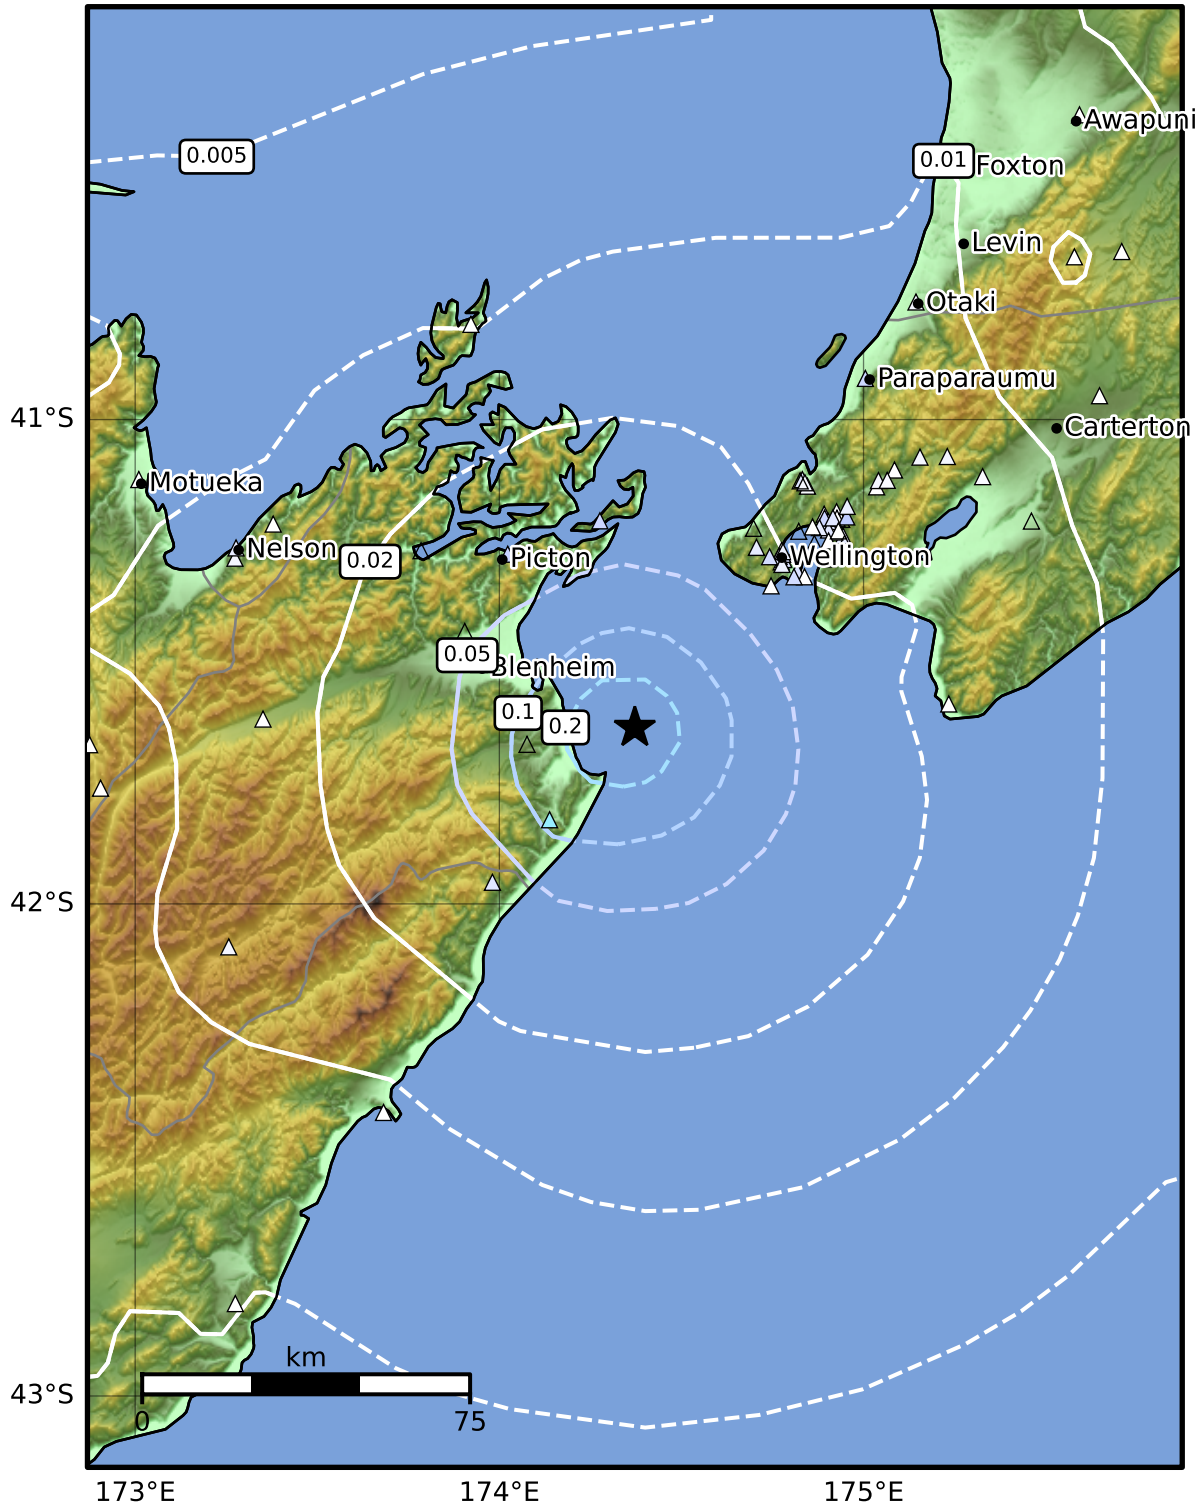 Awapuni
0.005
0.01
Foxton
Levin
Otaki
Paraparaumu
41°S
Carterton
Motueka
Nelson
0.02
Picton
Wellington
0.05
Blenheim
0.1
0.2
42°S
km
43°S
0
75
173°E
174°E
175°E